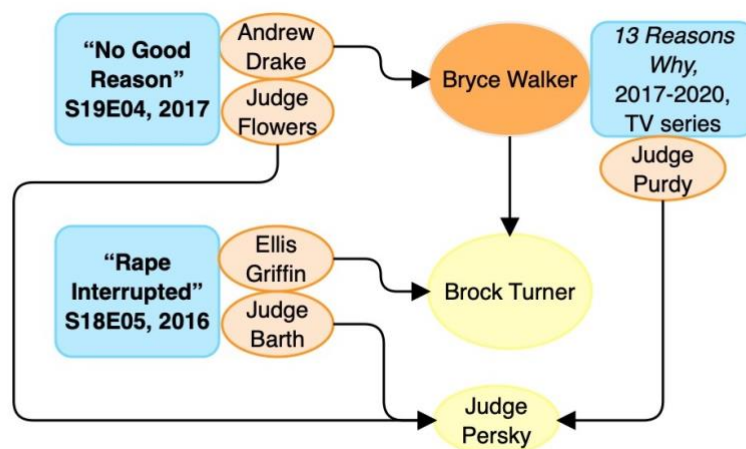 “No Good
Reason”
S19E04, 2017
Andrew
Drake
Judge
Flowers
Bryce Walker
13 Reasons
Why,
2017-2020,
TV series
Judge
Purdy
“Rape
Interrupted”
S18E05, 2016
Ellis
Griffin
Judge
Barth
Brock Turner
Judge
Persky